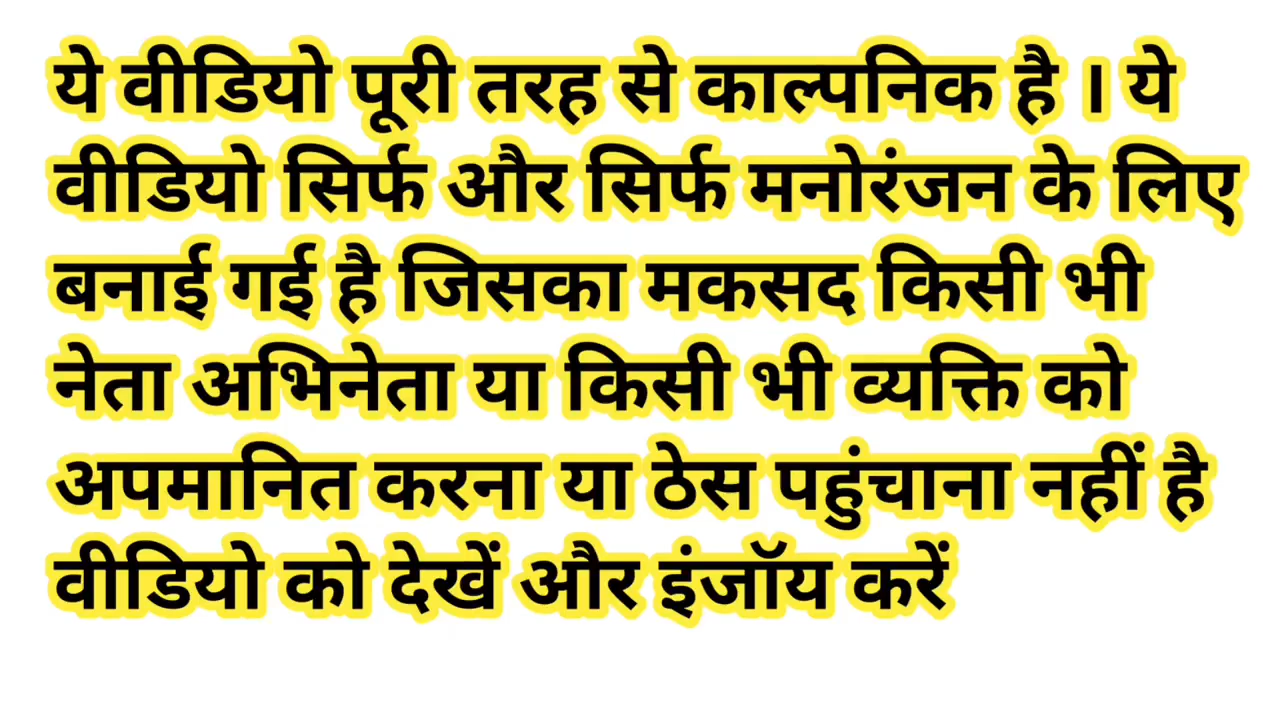 ये वीडियो पूरी तरह से काल्पनिक है । ये
वीडियो सिर्फ और सिर्फ मनोरंजन के लिए
बनाई गई है जिसका मकसद किसी भी
नेता अभिनेता या किसी भी व्यक्ति को
अपमानित करना या ठेस पहुंचाना नहीं है
वीडियो को देखें और इंजॉय करें